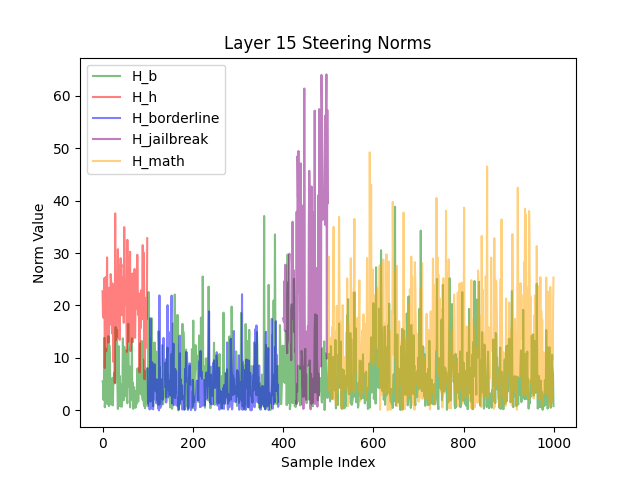 Layer 15 Steering Norms
H_b
H_h
H_borderline
H_jailbreak
H_math
Norm Value
60
50
40
30
20
10
0
0 200 400 600 800 1000
Sample Index